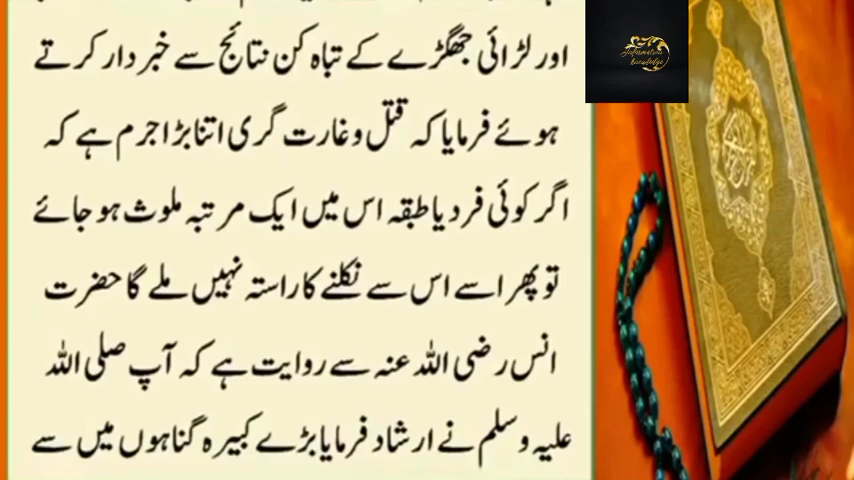 اور لڑائی جھگڑے کے تباہ کن نتائج سے خبردار کرتے
ہوئے فرمایا کہ قتل و غارت گری اتنا بڑا جرم ہے کہ
اگر کوئی فرد یا طبقہ اس میں ایک مرتبہ ملوث ہو جائے
تو پھر اسے اس سے نکلنے کا راستہ نہیں ملے گا حضرت
انس رضی اللہ عنہ سے روایت ہے کہ آپ صلی اللہ
علیہ وسلم نے ارشاد فرمایا بڑے کبیرہ گناہوں میں سے
Information
knowledge